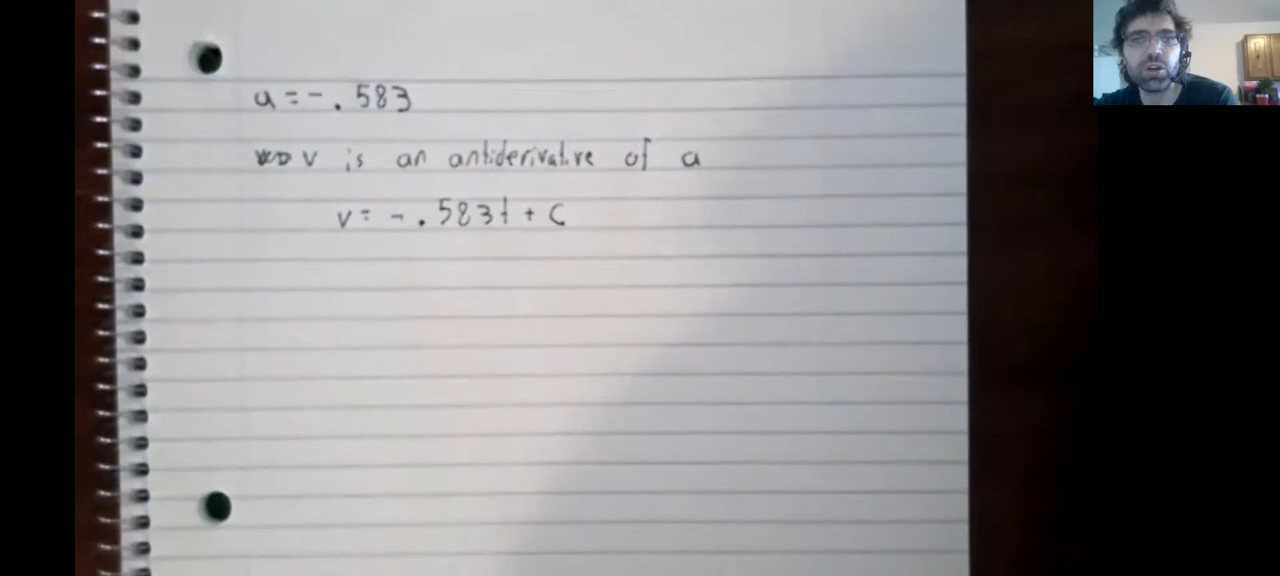 a = -.583
v is an antiderivative of a
v = -.583t + C